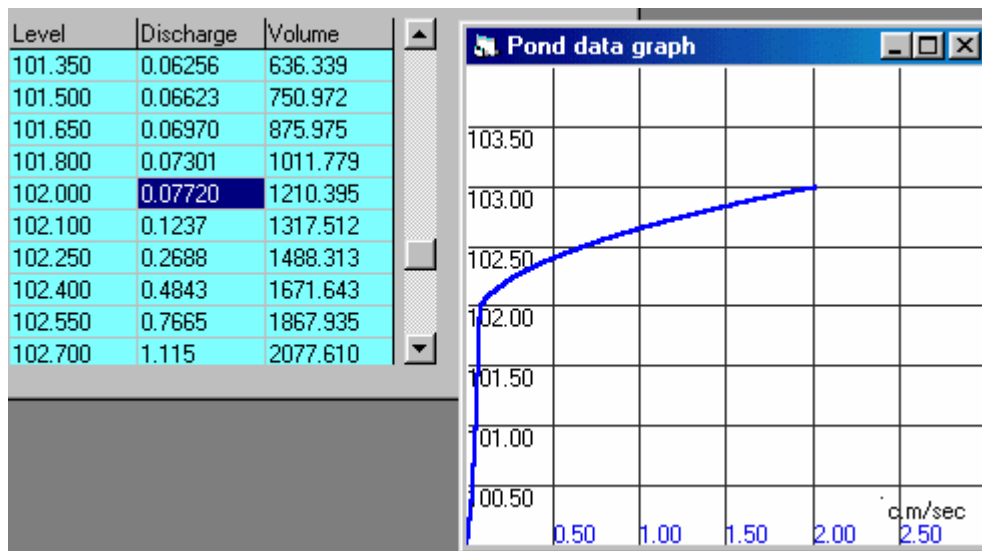 Level Discharge Volume
101.350 0.06256 636.339
101.500 0.06623 750.972
101.650 0.06970 875.975
101.800 0.07301 1011.779
102.000 0.07720 1210.395
102.100 0.1237 1317.512
102.250 0.2688 1488.313
102.400 0.4843 1671.643
102.550 0.7665 1867.935
102.700 1.115 2077.610
Pond data graph
103.50
103.00
102.50
102.00
101.50
101.00
100.50
c.m/sec
0.50 1.00 1.50 2.00 2.50